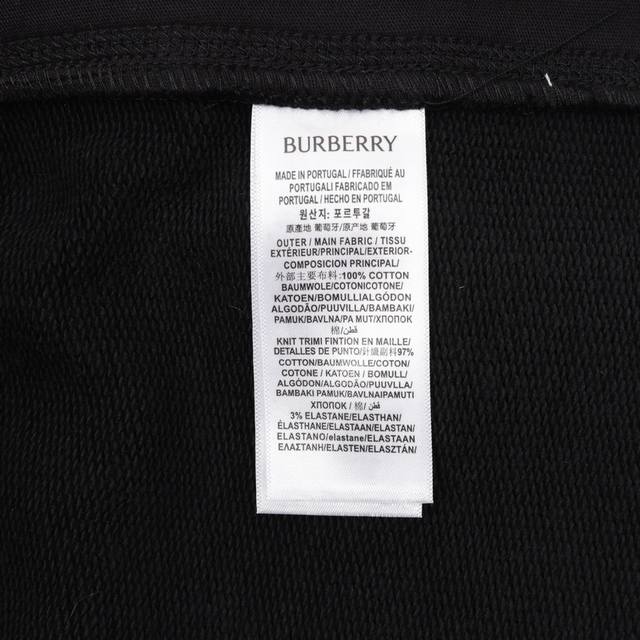 BURBERRY
MADE IN PORTUGAL / FFABRIQUÉ AU
PORTUGALI FABRICADO EM
PORTUGAL / HECHO EN PORTUGAL
원산지: 포르투갈
原產地 葡萄牙/原产地 葡萄牙
OUTER / MAIN FABRIC / TISSU
EXTÉRIEUR/PRINCIPAL/EXTERIOR-
COMPOSICION PRINCIPAL/
外部主要布料:100% COTTON
BAUMWOLE/COTONICOTONE/
KATOEN/BOMULLIALGÓDON
ALGODÃO/PUUVILLA/BAMBAKI/
PAMUK/BAVLNA/PA MUT/ХПОПОК
棉/قطن/
KNIT TRIMI FINTION EN MAILLE/
DETALLES DE PUNTO/針織副料97%
COTTON/BAUMWOLLE/COTON/
COTONE / KATOEN / BOMULL/
ALGÓDON/ALGODÃO/PUUVLLA/
BAMBAKI PAMUK/BAVLNAIPAMUTI
ХПОПОК / 棉/ قطن/
3% ELASTANE/ELASTHAN/
ÉLASTHANE/ELASTAAN/ELASTAN/
ELASTANO/elastane/ELASTAAN
ΕΛΑΣΤΑΝΗ/ELASTEN/ELASZTÁN/